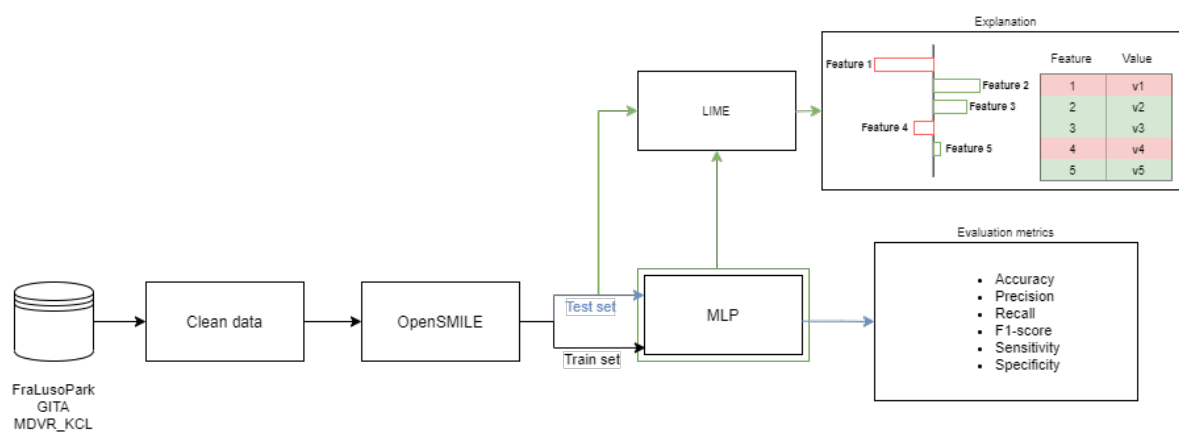 Explanation
Feature 1
Feature 2
Feature 3
Feature 4
Feature 5
Feature Value
1 v1
2 v2
3 v3
4 v4
5 v5
LIME
Evaluation metrics
Accuracy
Precision
Recall
F1-score
Sensitivity
Specificity
Clean data
OpenSMILE
Test set
Train set
MLP
FraLusoPark
GITA
MDVR_KCL